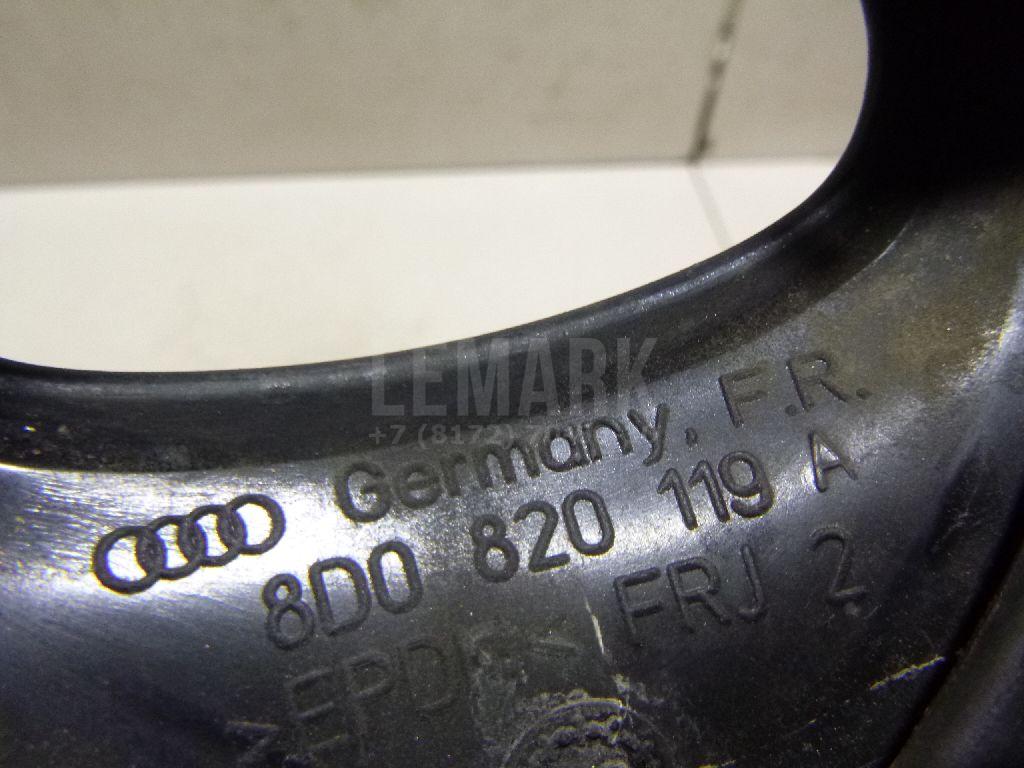 LEMARK
Germany, F.R.
8D0 820 119 A
FRJ 2